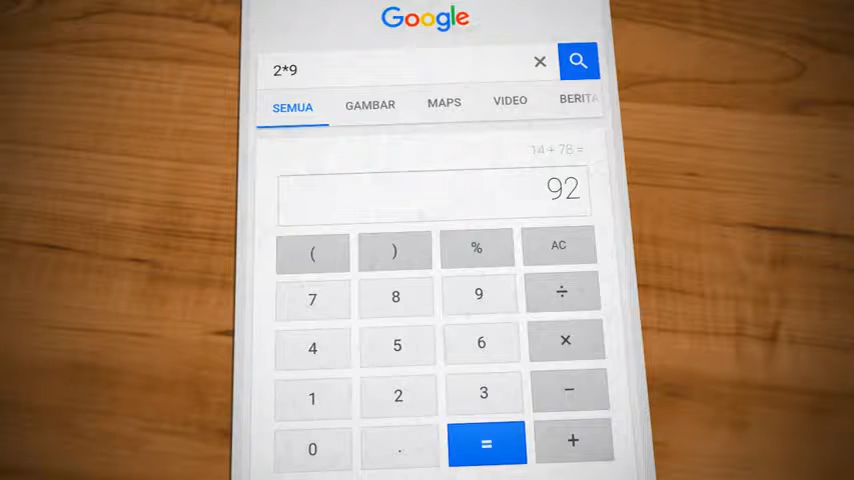 Google
2*9
SEMUA GAMBAR MAPS VIDEO BERITA
14 + 78 =
92
( ) % AC
7 8 9 ÷
4 5 6 ×
1 2 3 −
0 . = +